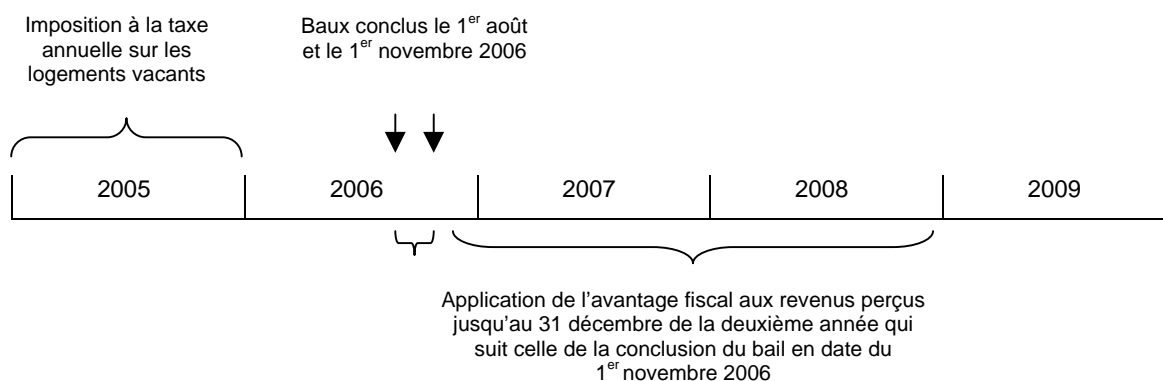 Imposition à la taxe
annuelle sur les
logements vacants
Baux conclus le 1er août
et le 1er novembre 2006
2005 2006 2007 2008 2009
Application de l’avantage fiscal aux revenus perçus
jusqu’au 31 décembre de la deuxième année qui
suit celle de la conclusion du bail en date du
1er novembre 2006